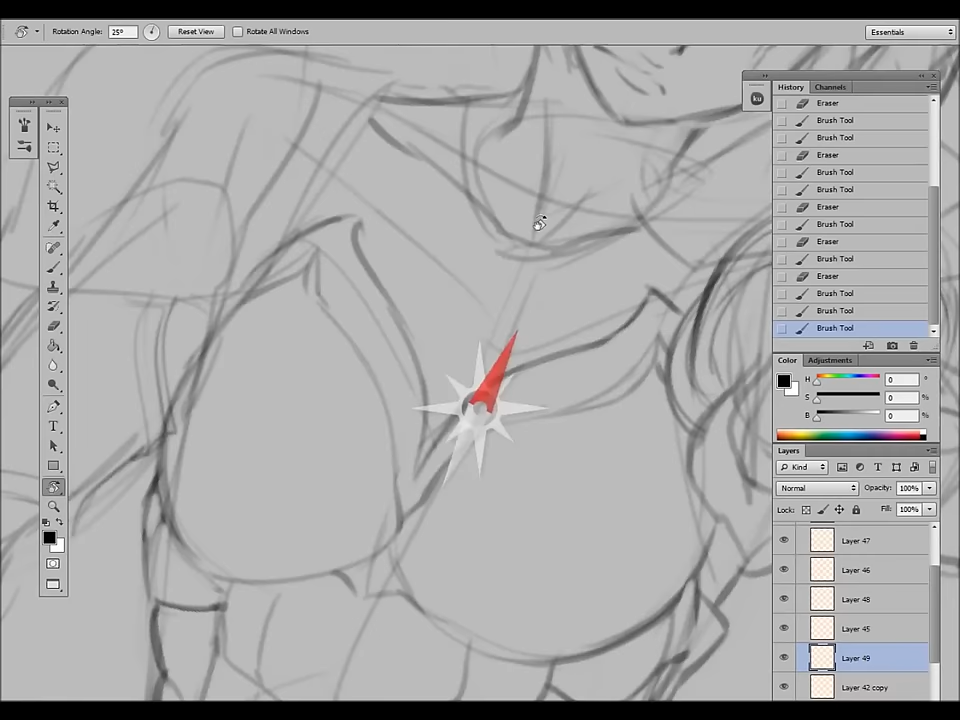 Rotation Angle: 25° Reset View Rotate All Windows Essentials
History Channels
ku
Eraser
Brush Tool
Brush Tool
Eraser
Brush Tool
Brush Tool
Eraser
Brush Tool
Eraser
Brush Tool
Eraser
Brush Tool
Brush Tool
Brush Tool
Color Adjustments
H 0 °
S 0 %
B 0 %
Layers
Kind
Normal Opacity: 100%
Lock: Fill: 100%
Layer 47
Layer 46
Layer 48
Layer 45
Layer 49
Layer 42 copy
T